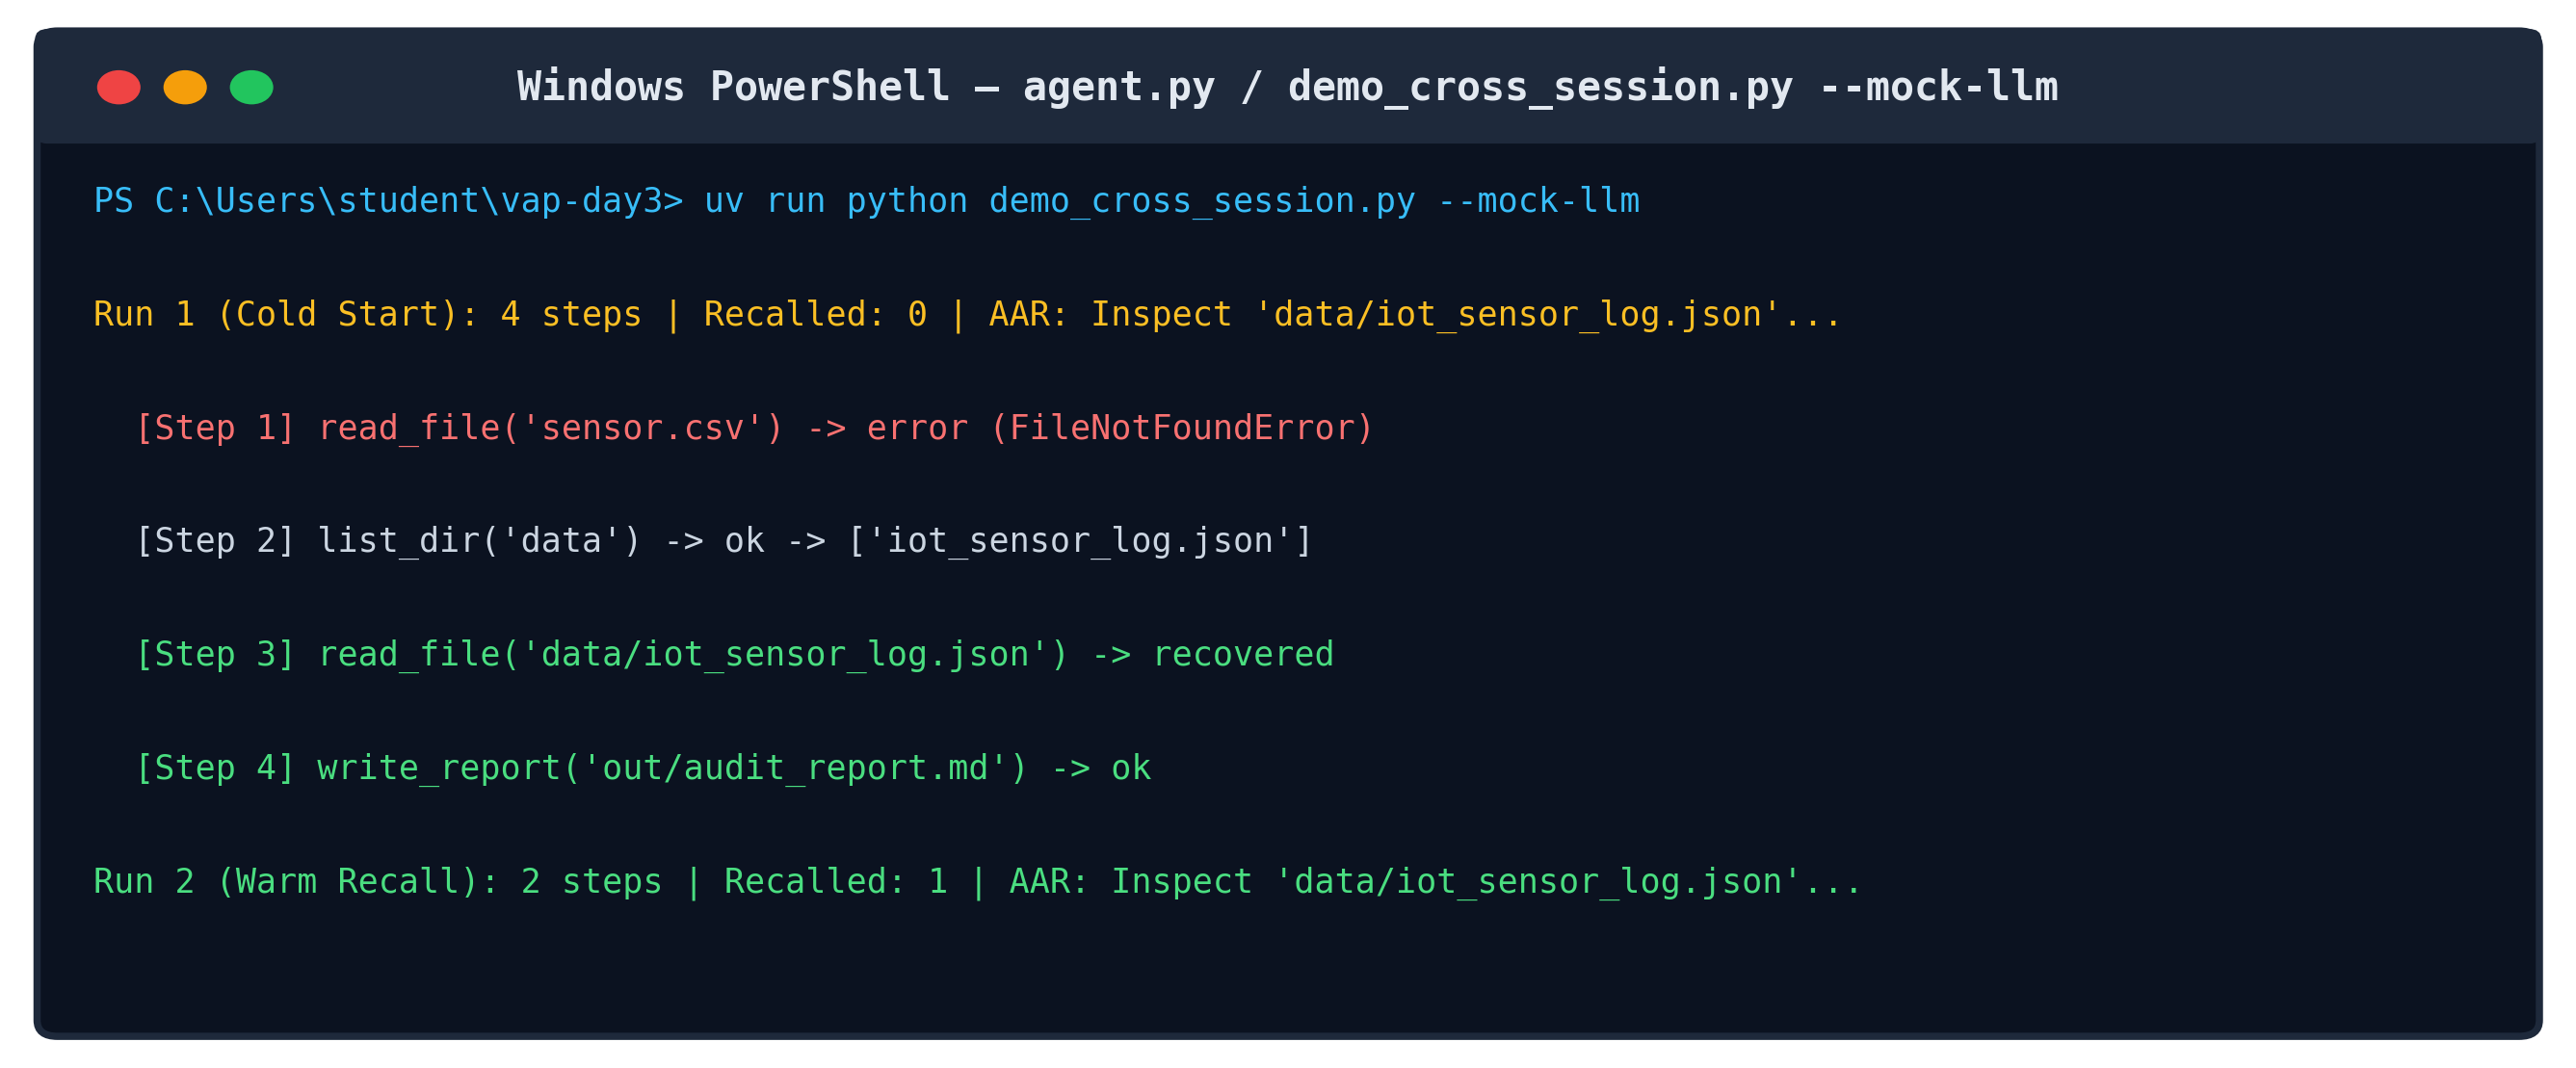 Windows PowerShell — agent.py / demo_cross_session.py --mock-llm
PS C:\Users\student\vap-day3> uv run python demo_cross_session.py --mock-llm
Run 1 (Cold Start): 4 steps | Recalled: 0 | AAR: Inspect 'data/iot_sensor_log.json'...
[Step 1] read_file('sensor.csv') -> error (FileNotFoundError)
[Step 2] list_dir('data') -> ok -> ['iot_sensor_log.json']
[Step 3] read_file('data/iot_sensor_log.json') -> recovered
[Step 4] write_report('out/audit_report.md') -> ok
Run 2 (Warm Recall): 2 steps | Recalled: 1 | AAR: Inspect 'data/iot_sensor_log.json'...